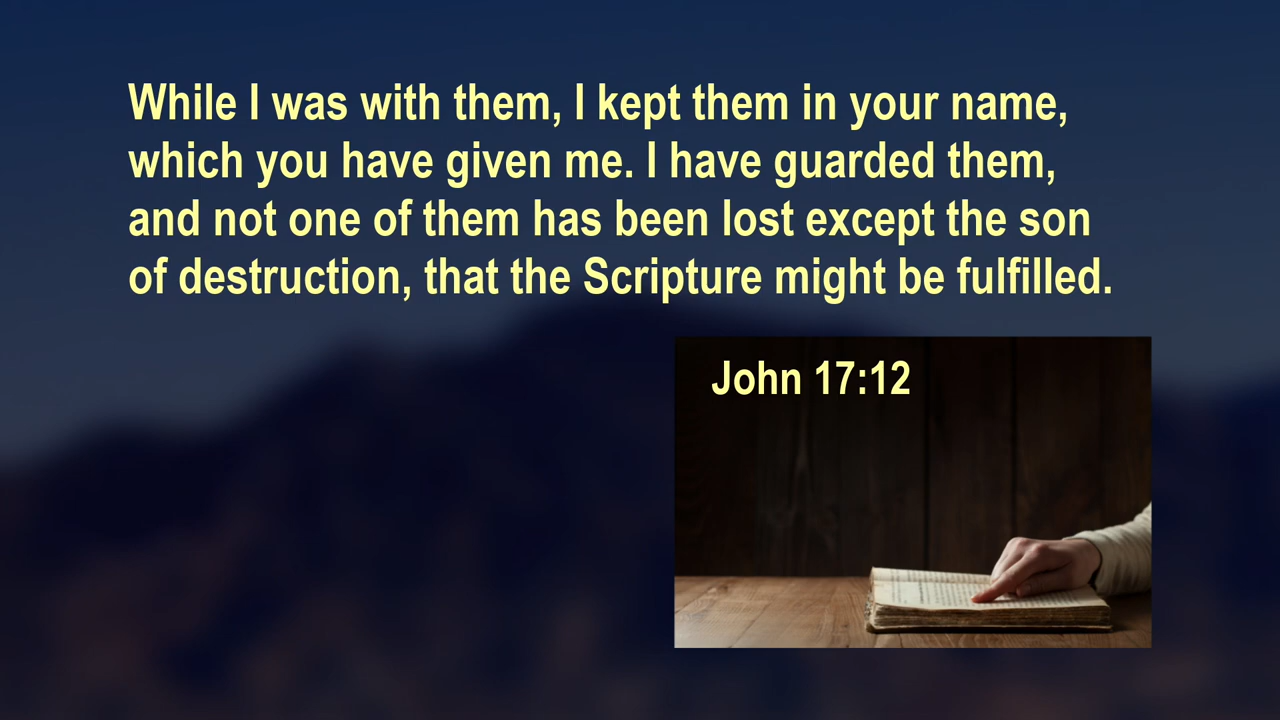 While I was with them, I kept them in your name,
which you have given me. I have guarded them,
and not one of them has been lost except the son
of destruction, that the Scripture might be fulfilled.
John 17:12